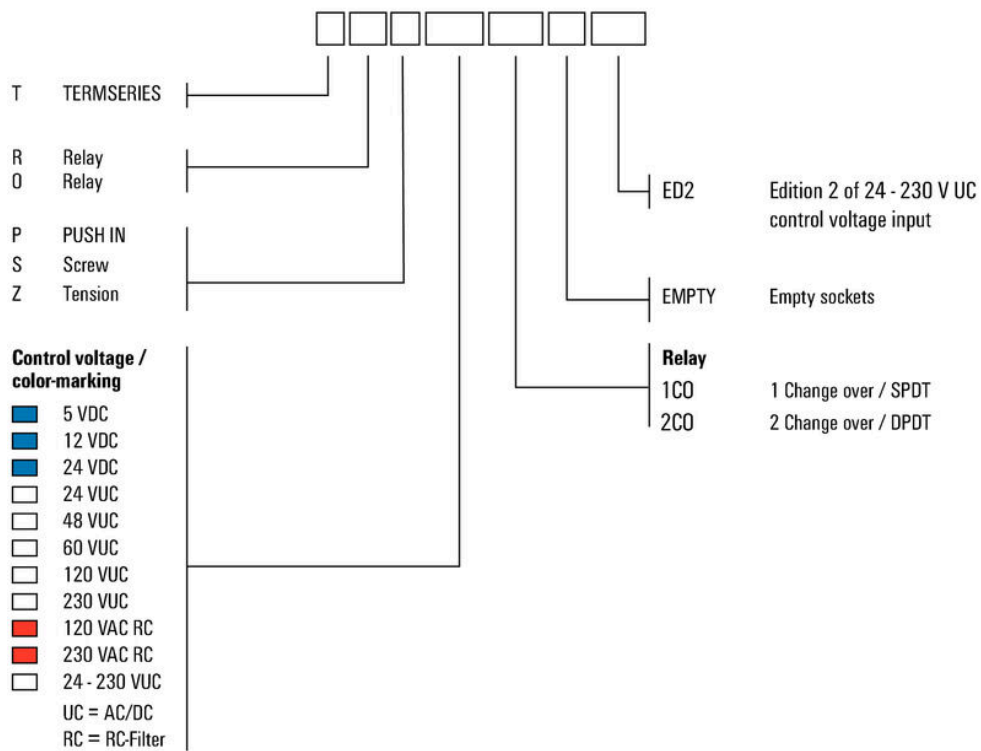 T TERMSERIES
R Relay
O Relay
P PUSH IN
S Screw
Z Tension
Control voltage /
color-marking
5 VDC
12 VDC
24 VDC
24 VUC
48 VUC
60 VUC
120 VUC
230 VUC
120 VAC RC
230 VAC RC
24 - 230 VUC
UC = AC/DC
RC = RC-Filter
ED2 Edition 2 of 24 - 230 V UC
control voltage input
EMPTY Empty sockets
Relay
1CO 1 Change over / SPDT
2CO 2 Change over / DPDT